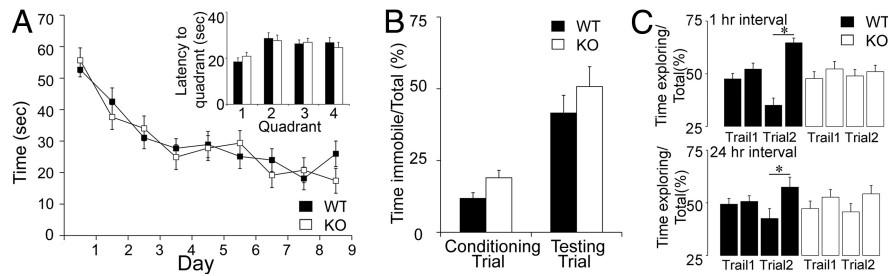 A
70
60
50
40
30
20
10
0
Time (sec)
1 2 3 4 5 6 7 8 9
Day
WT
KO
40
20
0
Latency to
quadrant (sec)
1 2 3 4
Quadrant
B
75
50
25
0
Time immobile/Total (%)
Conditioning
Trial
Testing
Trial
WT
KO
C
1 hr interval
75
50
25
Time exploring/
Total(%)
*
WT
KO
Trail1 Trial2 Trail1 Trial2
24 hr interval
75
50
25
Time exploring/
Total(%)
*
Trail1 Trial2 Trail1 Trial2